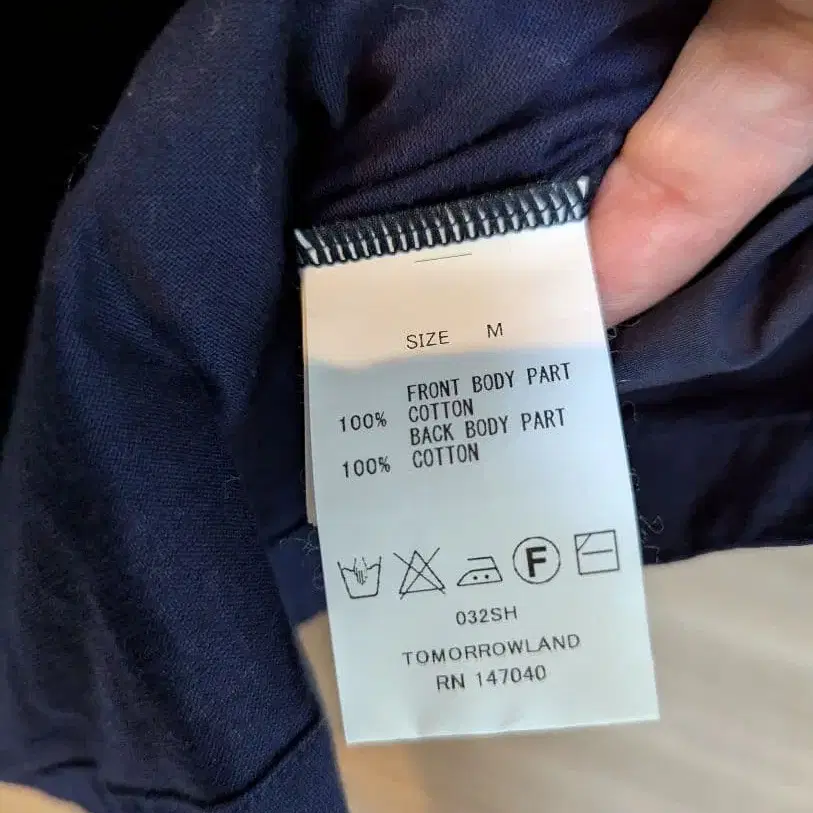 SIZE M
FRONT BODY PART
100% COTTON
BACK BODY PART
100% COTTON
F
032SH
TOMORROWLAND
RN 147040